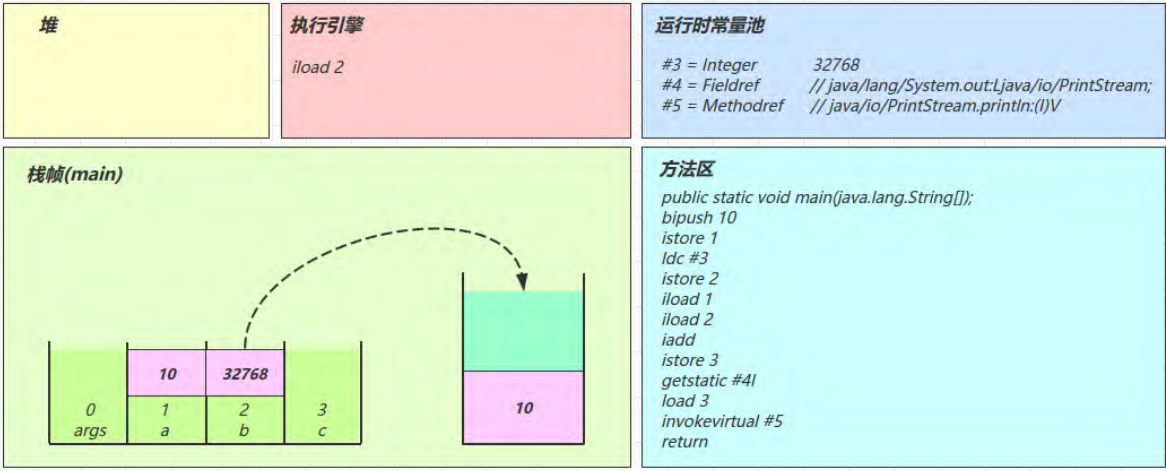 堆
执行引擎
iload 2
运行时常量池
#3 = Integer 32768
#4 = Fieldref // java/lang/System.out:Ljava/io/PrintStream;
#5 = Methodref // java/io/PrintStream.println:(I)V
栈帧(main)
10 32768
0 1 2 3
args a b c
10
方法区
public static void main(java.lang.String[]);
bipush 10
istore 1
ldc #3
istore 2
iload 1
iload 2
iadd
istore 3
getstatic #4I
load 3
invokevirtual #5
return